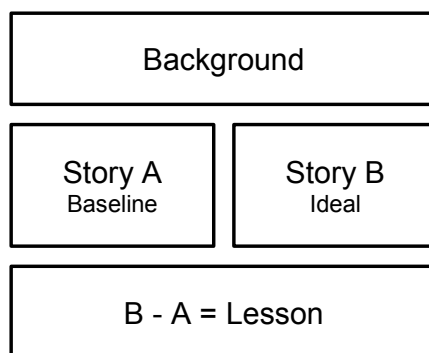 Background
Story A
Baseline
Story B
Ideal
B - A = Lesson